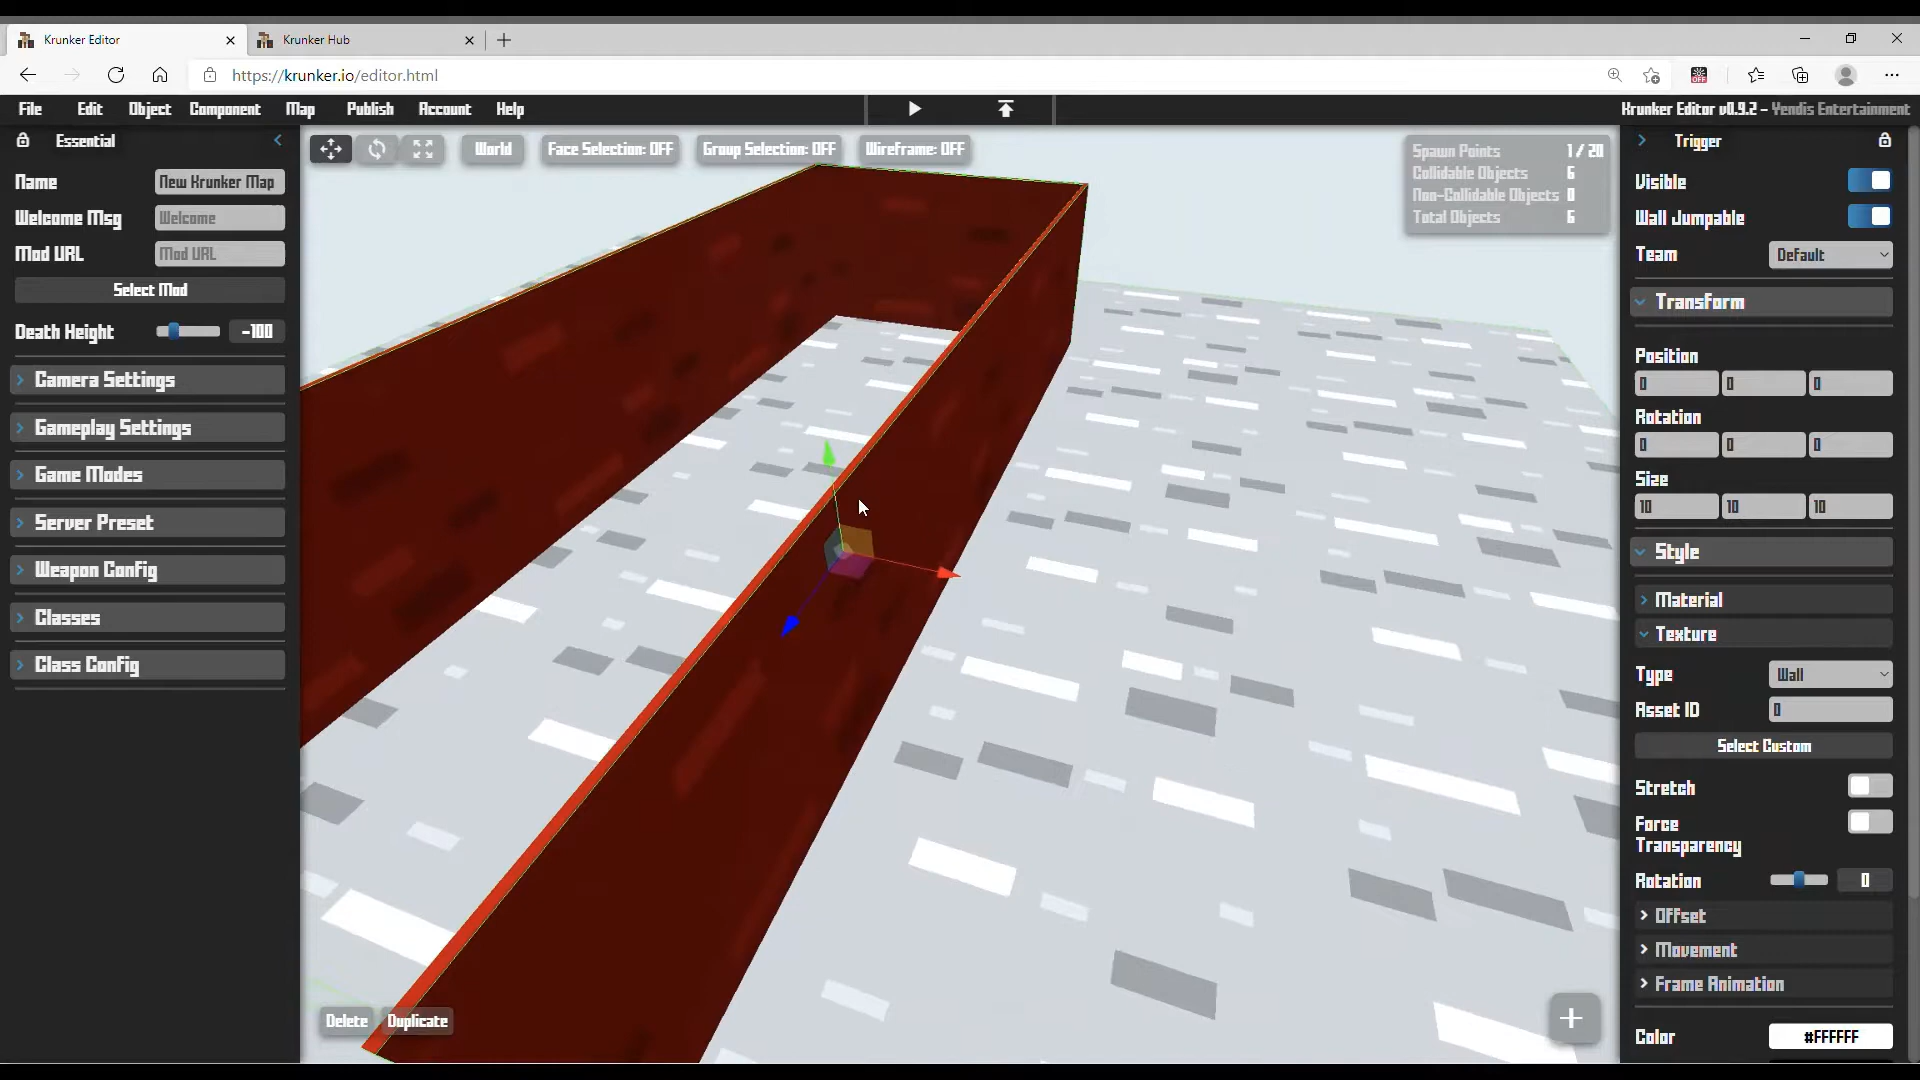 Krunker Editor
Krunker Hub
https://krunker.io/editor.html
File Edit Object Component Map Publish Account Help
Krunker Editor v0.9.2 - Yendis Entertainment
Essential
Name New Krunker Map
Welcome Msg Welcome
Mod URL Mod URL
Select Mod
Death Height -100
Camera Settings
Gameplay Settings
Game Modes
Server Preset
Weapon Config
Classes
Class Config
World Face Selection: OFF Group Selection: OFF Wireframe: OFF
Spawn Points 1 / 20
Collidable Objects 6
Non-Collidable Objects 0
Total Objects 6
Delete Duplicate
+
Trigger
Visible
Wall Jumpable
Team Default
Transform
Position
0 0 0
Rotation
0 0 0
Size
10 10 10
Style
Material
Texture
Type Wall
Asset ID 0
Select Custom
Stretch
Force
Transparency
Rotation 0
Offset
Movement
Frame Animation
Color #FFFFFF